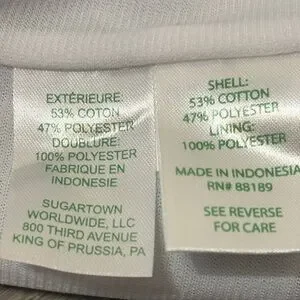 EXTÉRIEURE:
53% COTON
47% POLYESTER
DOUBLURE:
100% POLYESTER
FABRIQUE EN
INDONESIE
SUGARTOWN
WORLDWIDE, LLC
800 THIRD AVENUE
KING OF PRUSSIA, PA
SHELL:
53% COTTON
47% POLYESTER
LINING:
100% POLYESTER
MADE IN INDONESIA
RN# 88189
SEE REVERSE
FOR CARE